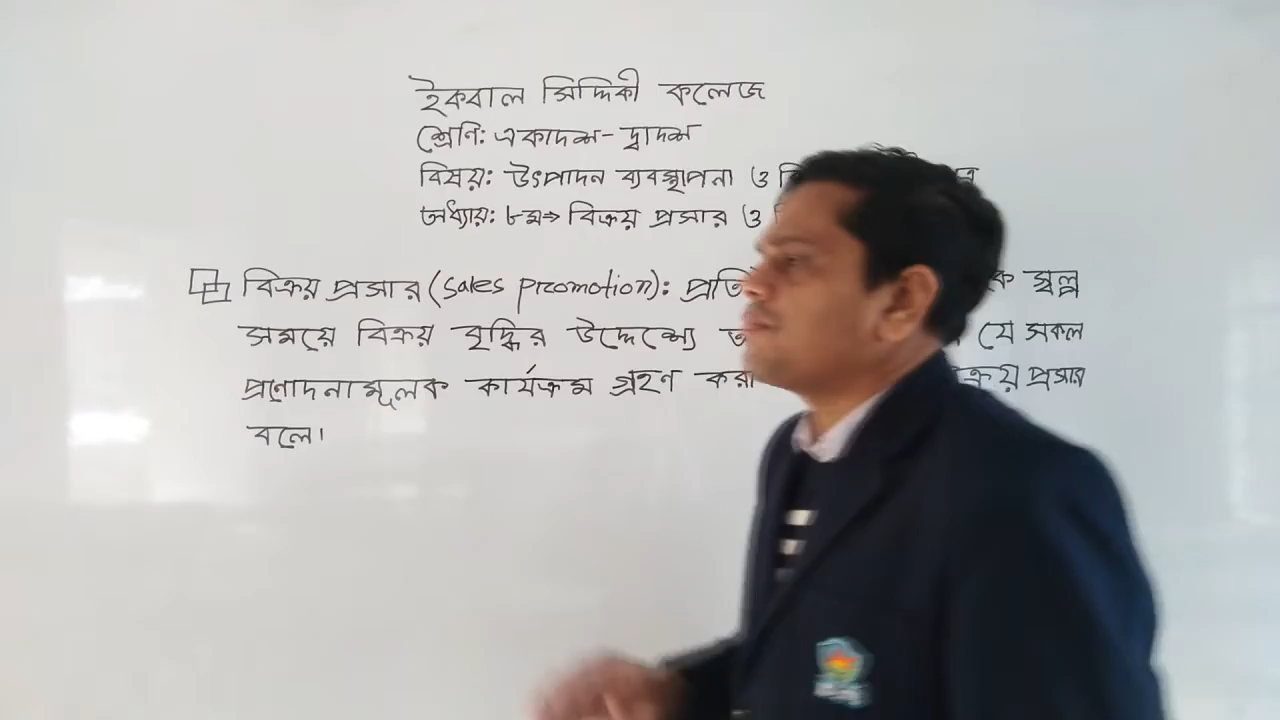 ইকবাল সিদ্দিকী কলেজ
শ্রেণি: একাদশ - দ্বাদশ
বিষয়: উৎপাদন ব্যবস্থাপনা ও
অধ্যায়: ৮ম⇒ বিক্রয় প্রসার ও
বিক্রয় প্রসার (Sales promotion): স্বল্প
সময়ে বিক্রয় বৃদ্ধির উদ্দেশ্যে যে সকল
প্রণোদনামূলক কার্যক্রম গ্রহণ করা প্রসার
বলে।